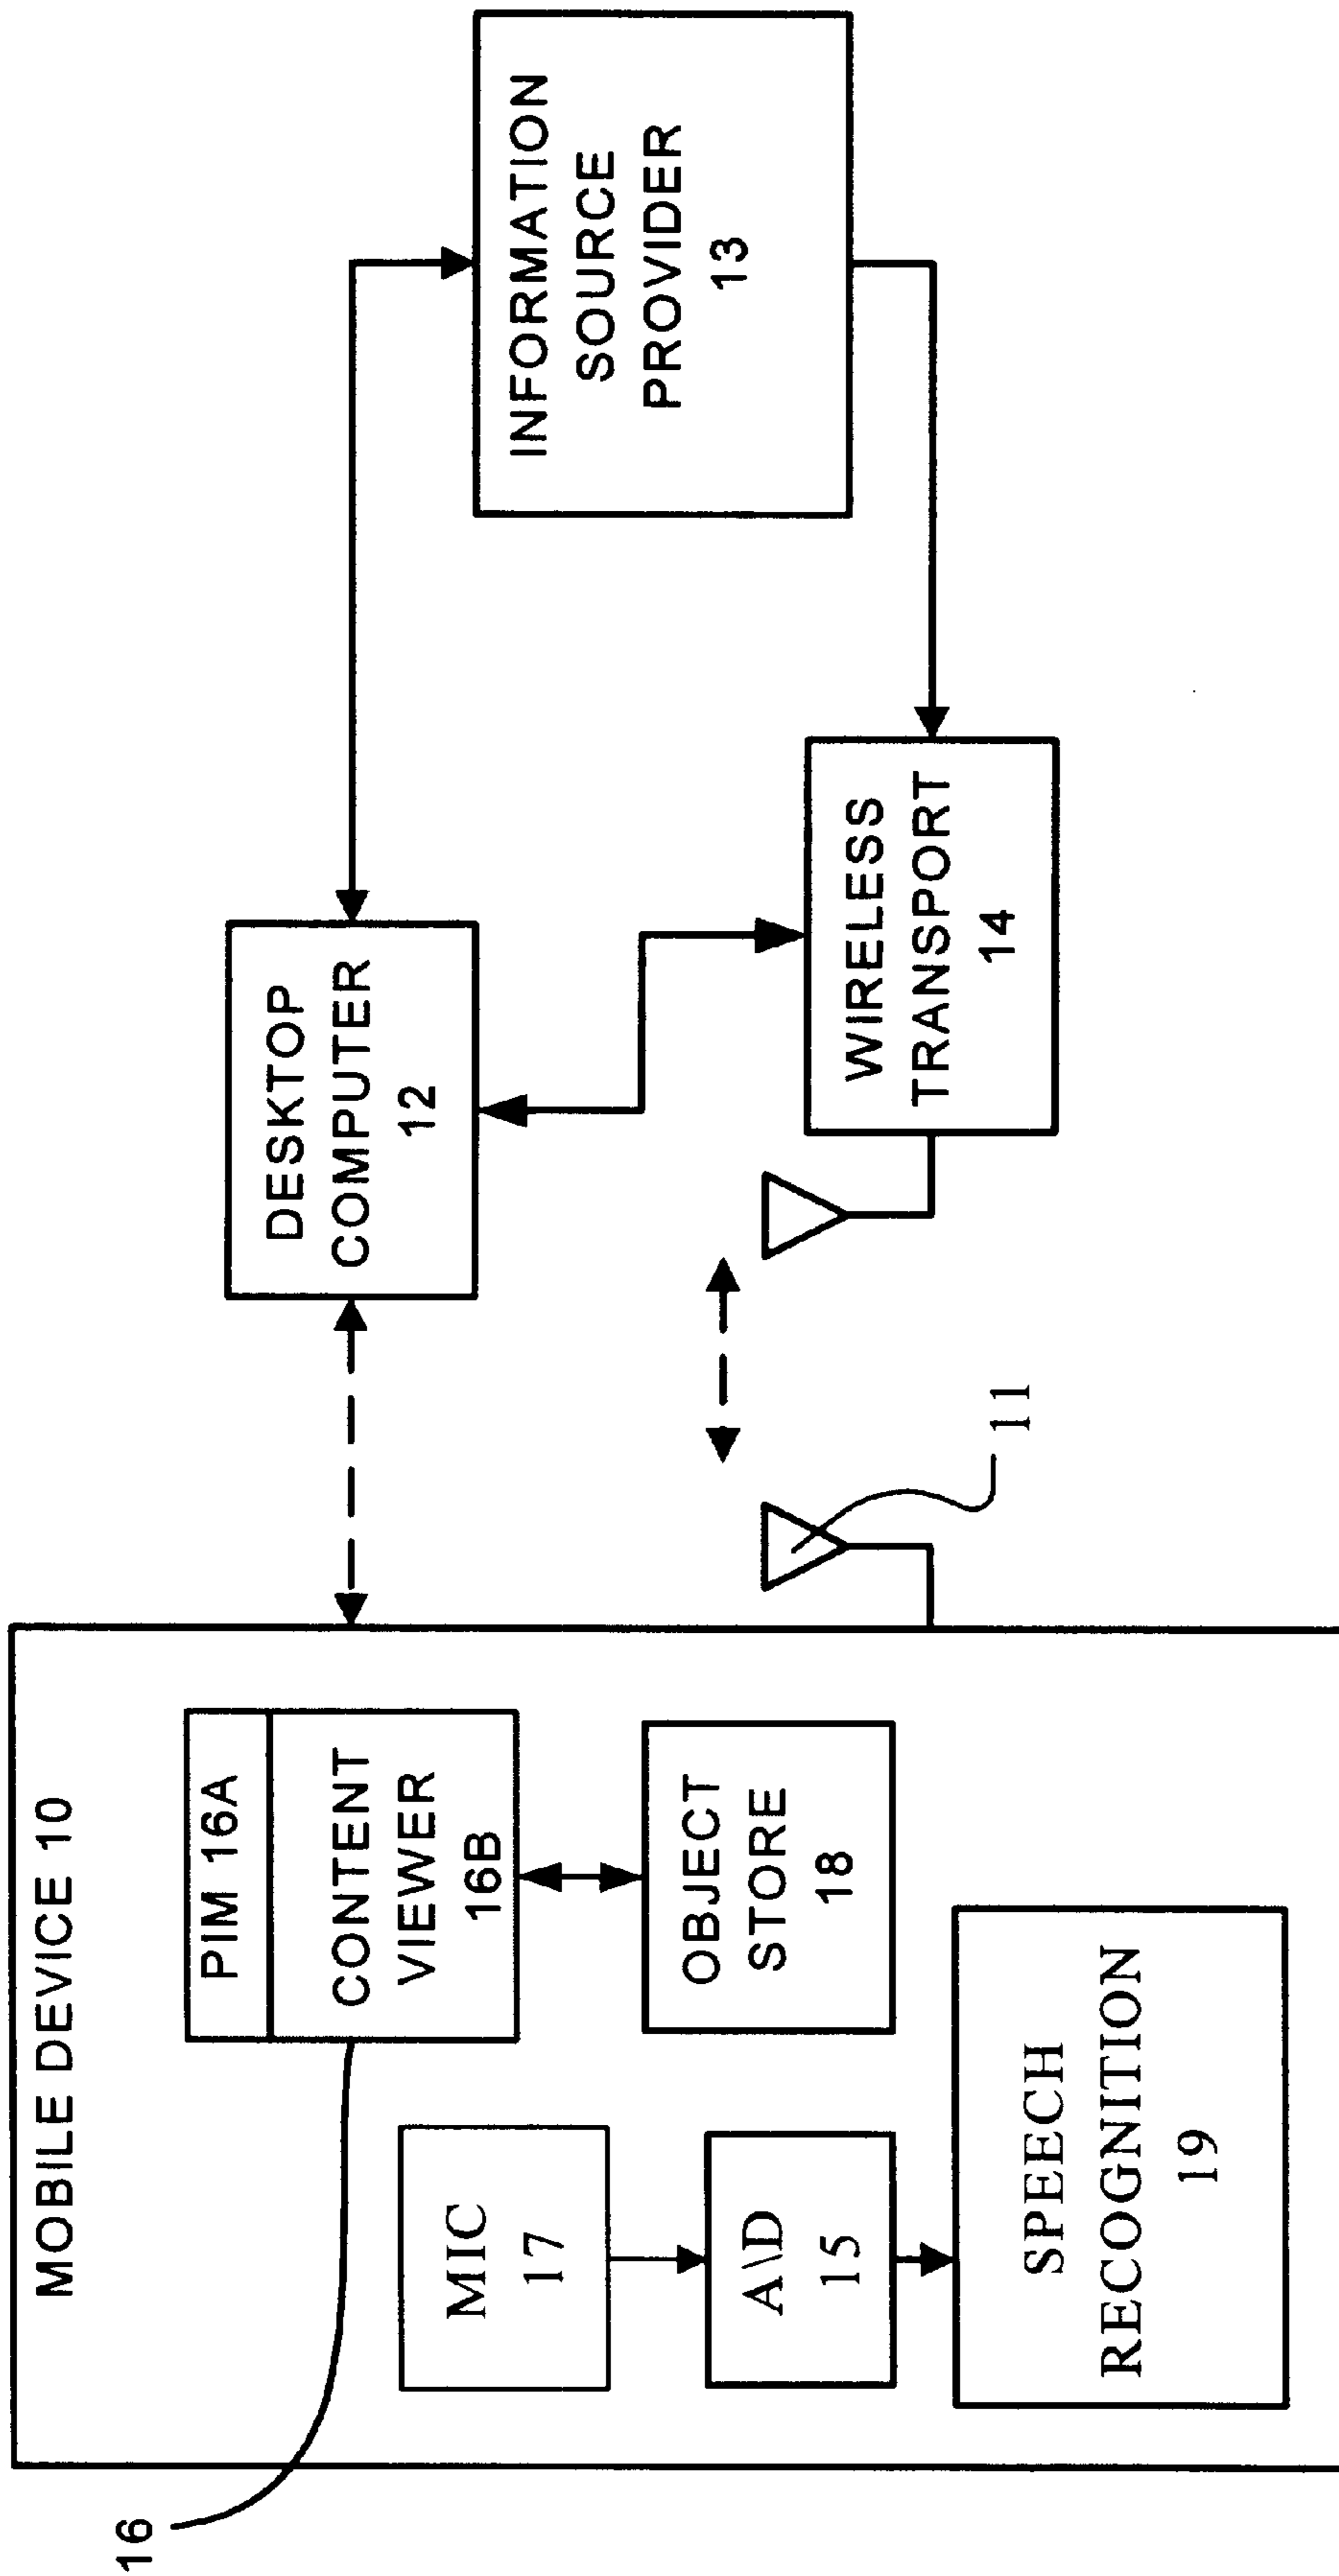 16
MOBILE DEVICE 10
PIM 16A
CONTENT
VIEWER
16B
MIC
17
OBJECT
STORE
18
A\D
15
SPEECH
RECOGNITION
19
11
DESKTOP
COMPUTER
12
WIRELESS
TRANSPORT
14
INFORMATION
SOURCE
PROVIDER
13